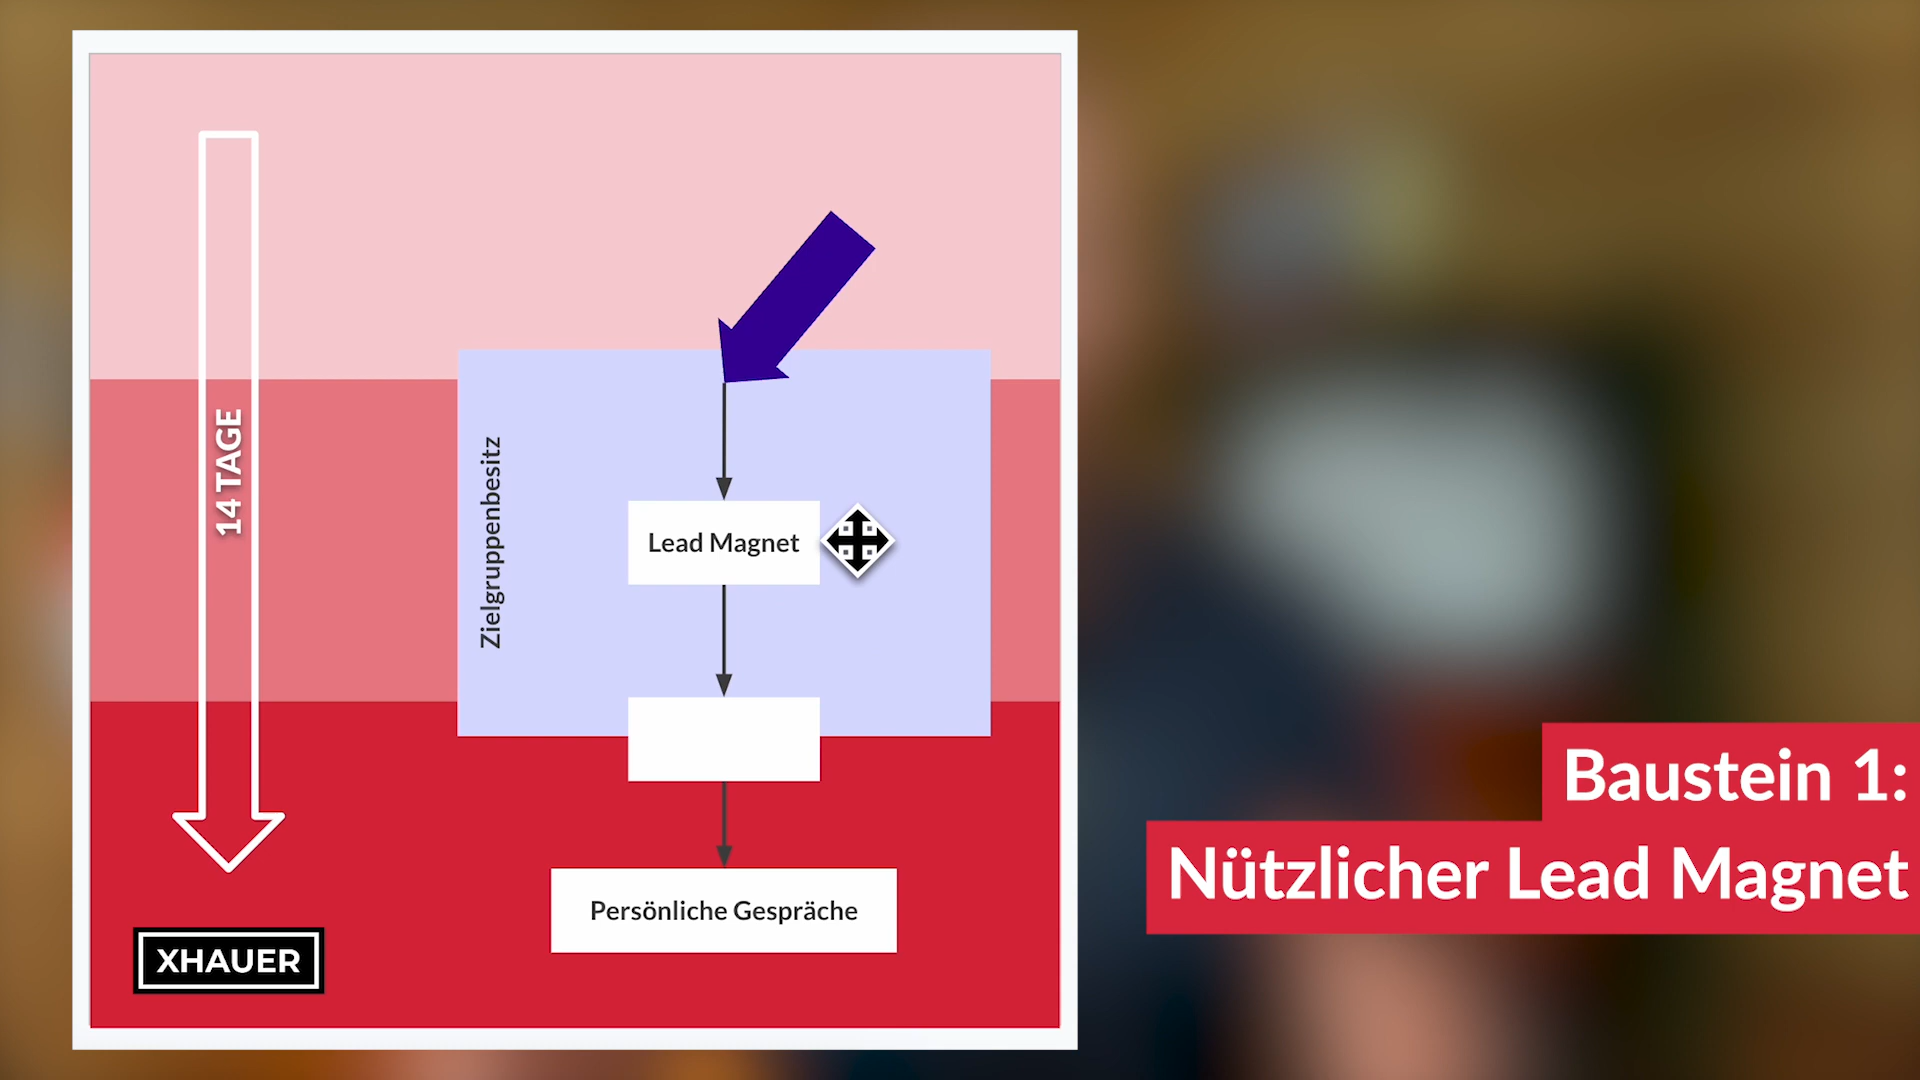 14 TAGE
Zielgruppenbesitz
Lead Magnet
Persönliche Gespräche
XHAUER
Baustein 1:
Nützlicher Lead Magnet